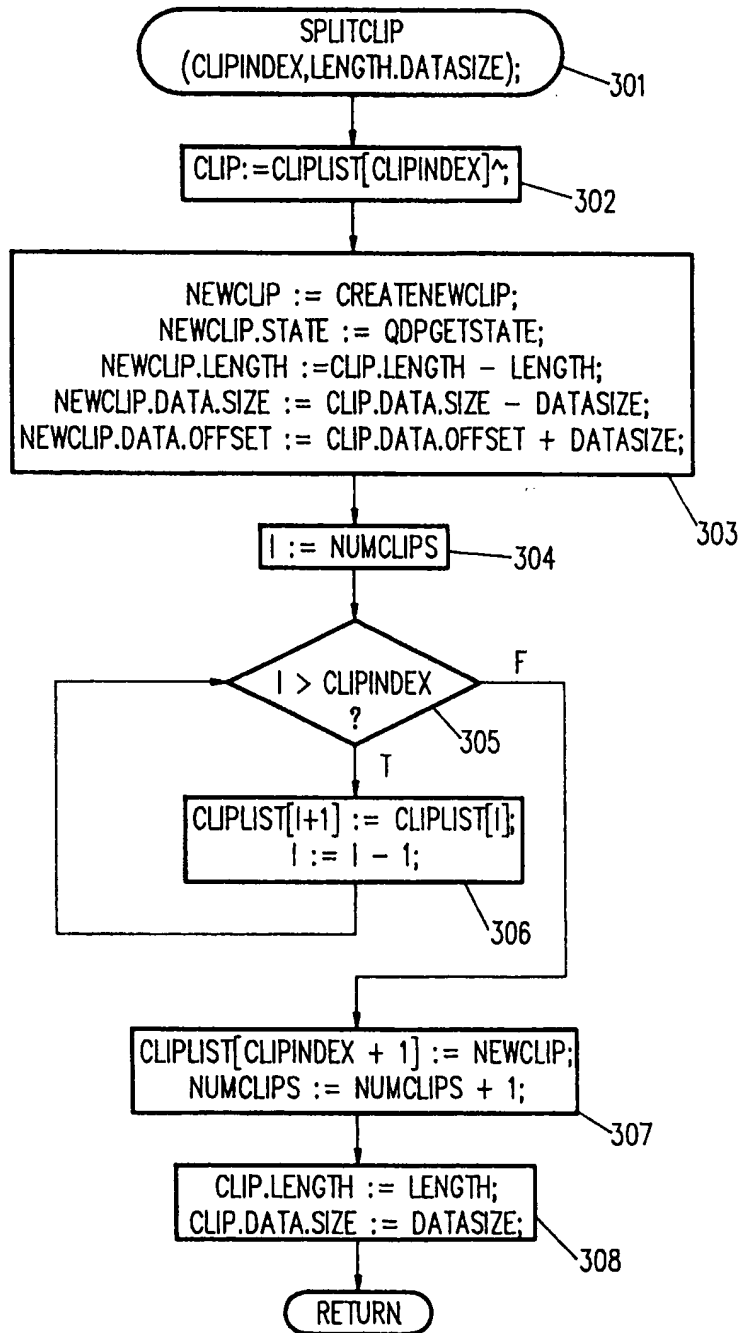 SPLITCLIP
(CLIPINDEX,LENGTH.DATASIZE);
301
CLIP:=CLIPLIST[CLIPINDEX]^;
302
NEWCLIP := CREATENEWCLIP;
NEWCLIP.STATE := QDPGETSTATE;
NEWCLIP.LENGTH :=CLIP.LENGTH - LENGTH;
NEWCLIP.DATA.SIZE := CLIP.DATA.SIZE - DATASIZE;
NEWCLIP.DATA.OFFSET := CLIP.DATA.OFFSET + DATASIZE;
303
I := NUMCLIPS
304
I > CLIPINDEX
?
F
305
T
CLIPLIST[I+1] := CLIPLIST[I];
I := I - 1;
306
CLIPLIST[CLIPINDEX + 1] := NEWCLIP;
NUMCLIPS := NUMCLIPS + 1;
307
CLIP.LENGTH := LENGTH;
CLIP.DATA.SIZE := DATASIZE;
308
RETURN